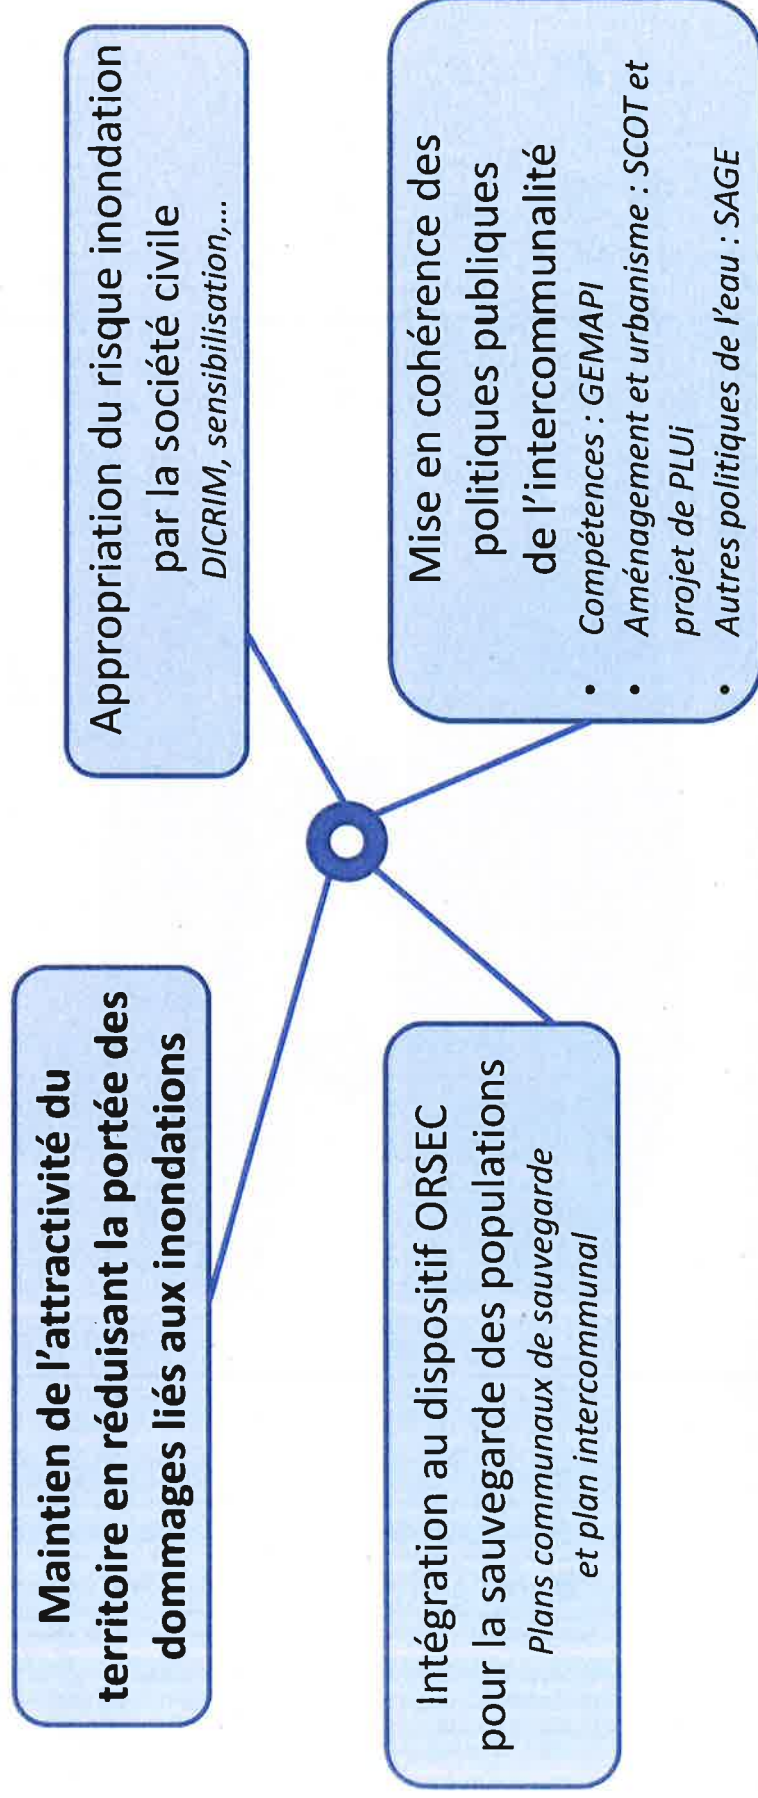 Maintien de l'attractivité du
territoire en réduisant la portée des
dommages liés aux inondations
Appropriation du risque inondation
par la société civile
DICRIM, sensibilisation,...
Intégration au dispositif ORSEC
pour la sauvegarde des populations
Plans communaux de sauvegarde
et plan intercommunal
Mise en cohérence des
politiques publiques
de l'intercommunalité
• Compétences : GEMAPI
• Aménagement et urbanisme : SCOT et
projet de PLUi
• Autres politiques de l'eau : SAGE